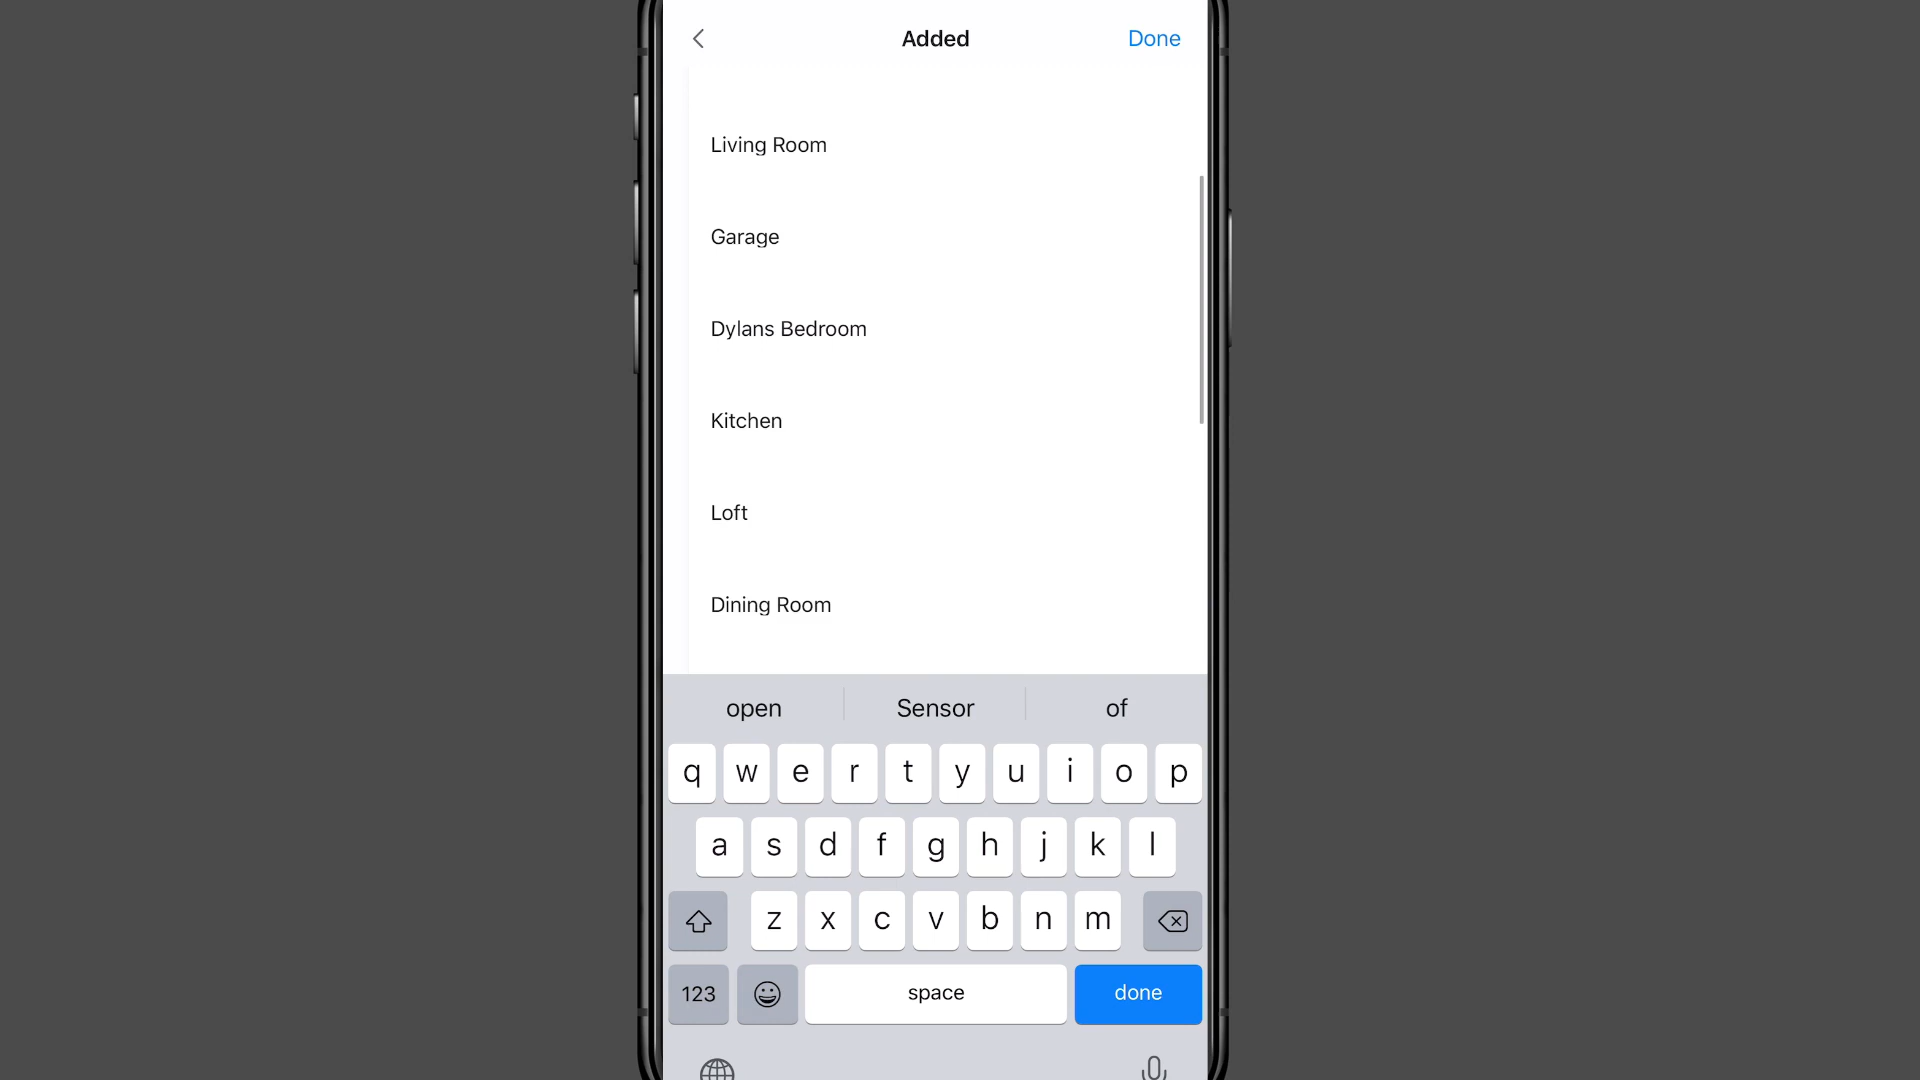 Added
Done
Living Room
Garage
Dylans Bedroom
Kitchen
Loft
Dining Room
open Sensor of
q w e r t y u i o p
a s d f g h j k l
z x c v b n m
123 space done